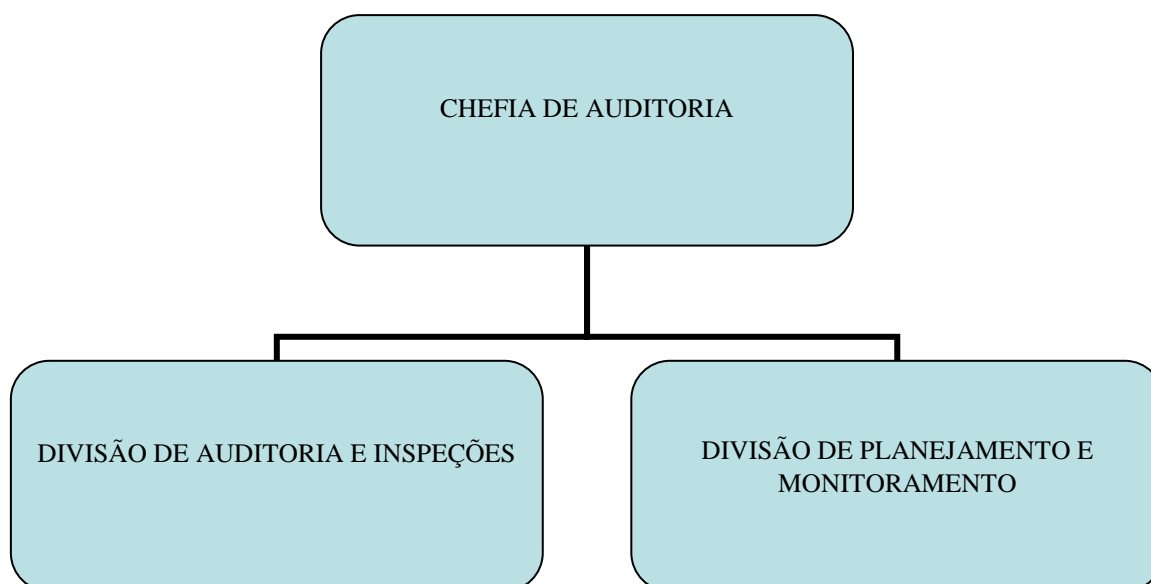 CHEFIA DE AUDITORIA
DIVISÃO DE AUDITORIA E INSPEÇÕES
DIVISÃO DE PLANEJAMENTO E
MONITORAMENTO